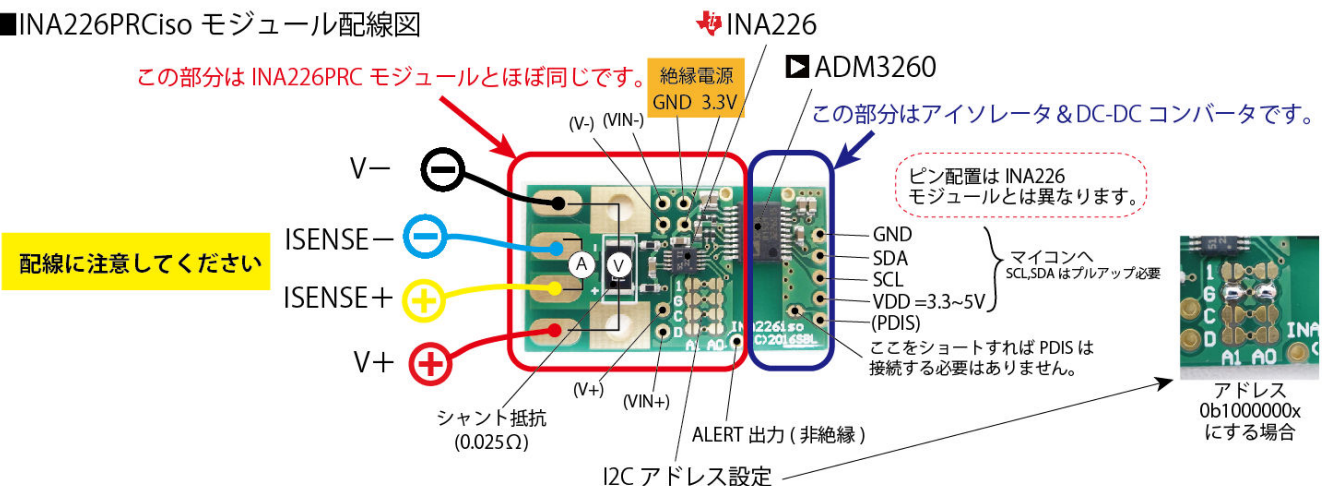 ■INA226PRCiso モジュール配線図
INA226
ADM3260
この部分は INA226PRC モジュールとほぼ同じです。
絶縁電源
GND 3.3V
この部分はアイソレータ＆DC-DC コンバータです。
(V-) (VIN-)
ピン配置は INA226
モジュールとは異なります。
V－
ISENSE－
配線に注意してください
ISENSE＋
V＋
A
V
GND
SDA
SCL
VDD =3.3~5V
(PDIS)
マイコンへ
SCL,SDA はプルアップ必要
ここをショートすれば PDIS は
接続する必要はありません。
1
G
C
D
A1 A0
INA226iso
(C)2016SBL
(V+)
(VIN+)
シャント抵抗
(0.025Ω)
ALERT 出力 ( 非絶縁 )
I2C アドレス設定
1
G
C
D
INA
A1 A0
アドレス
0b1000000x
にする場合